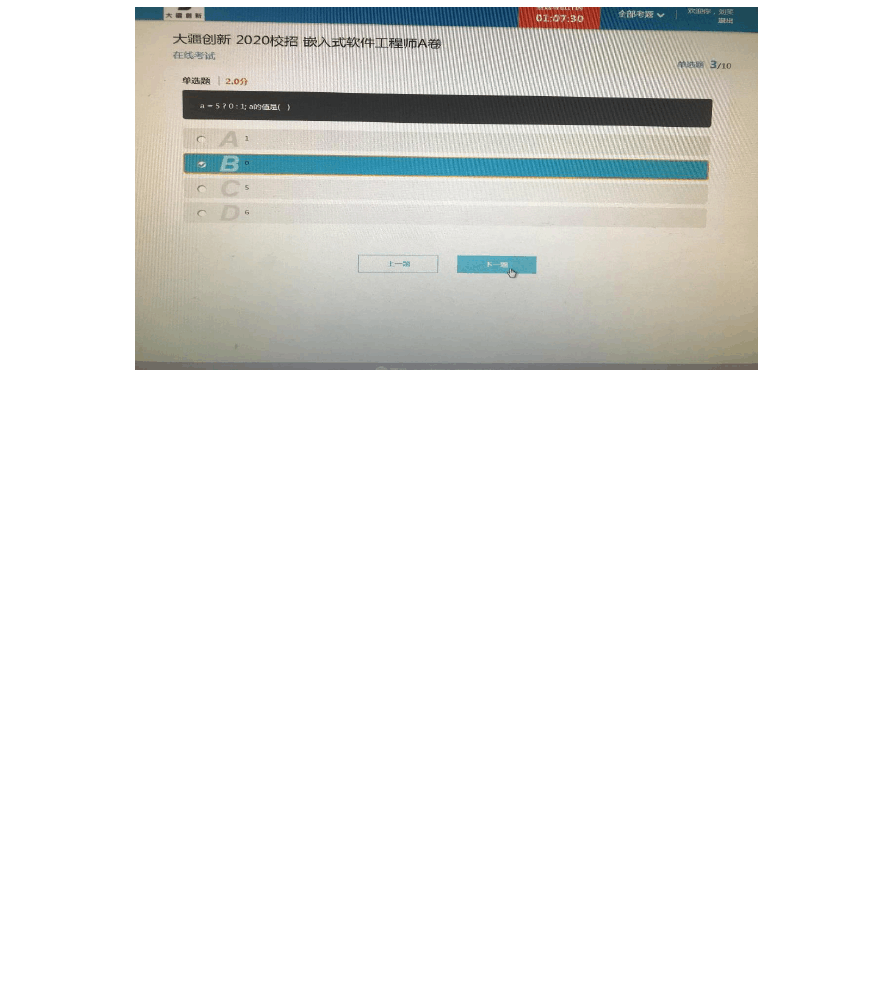 大疆创新
01:07:30
全部考题
退出
大疆创新 2020校招 嵌入式软件工程师A卷
在线考试
单选题 3/10
单选题 | 2.0分
a = 5 ? 0 : 1; a的值是( )
A 1
B 0
C 5
D 6
上一题
下一题